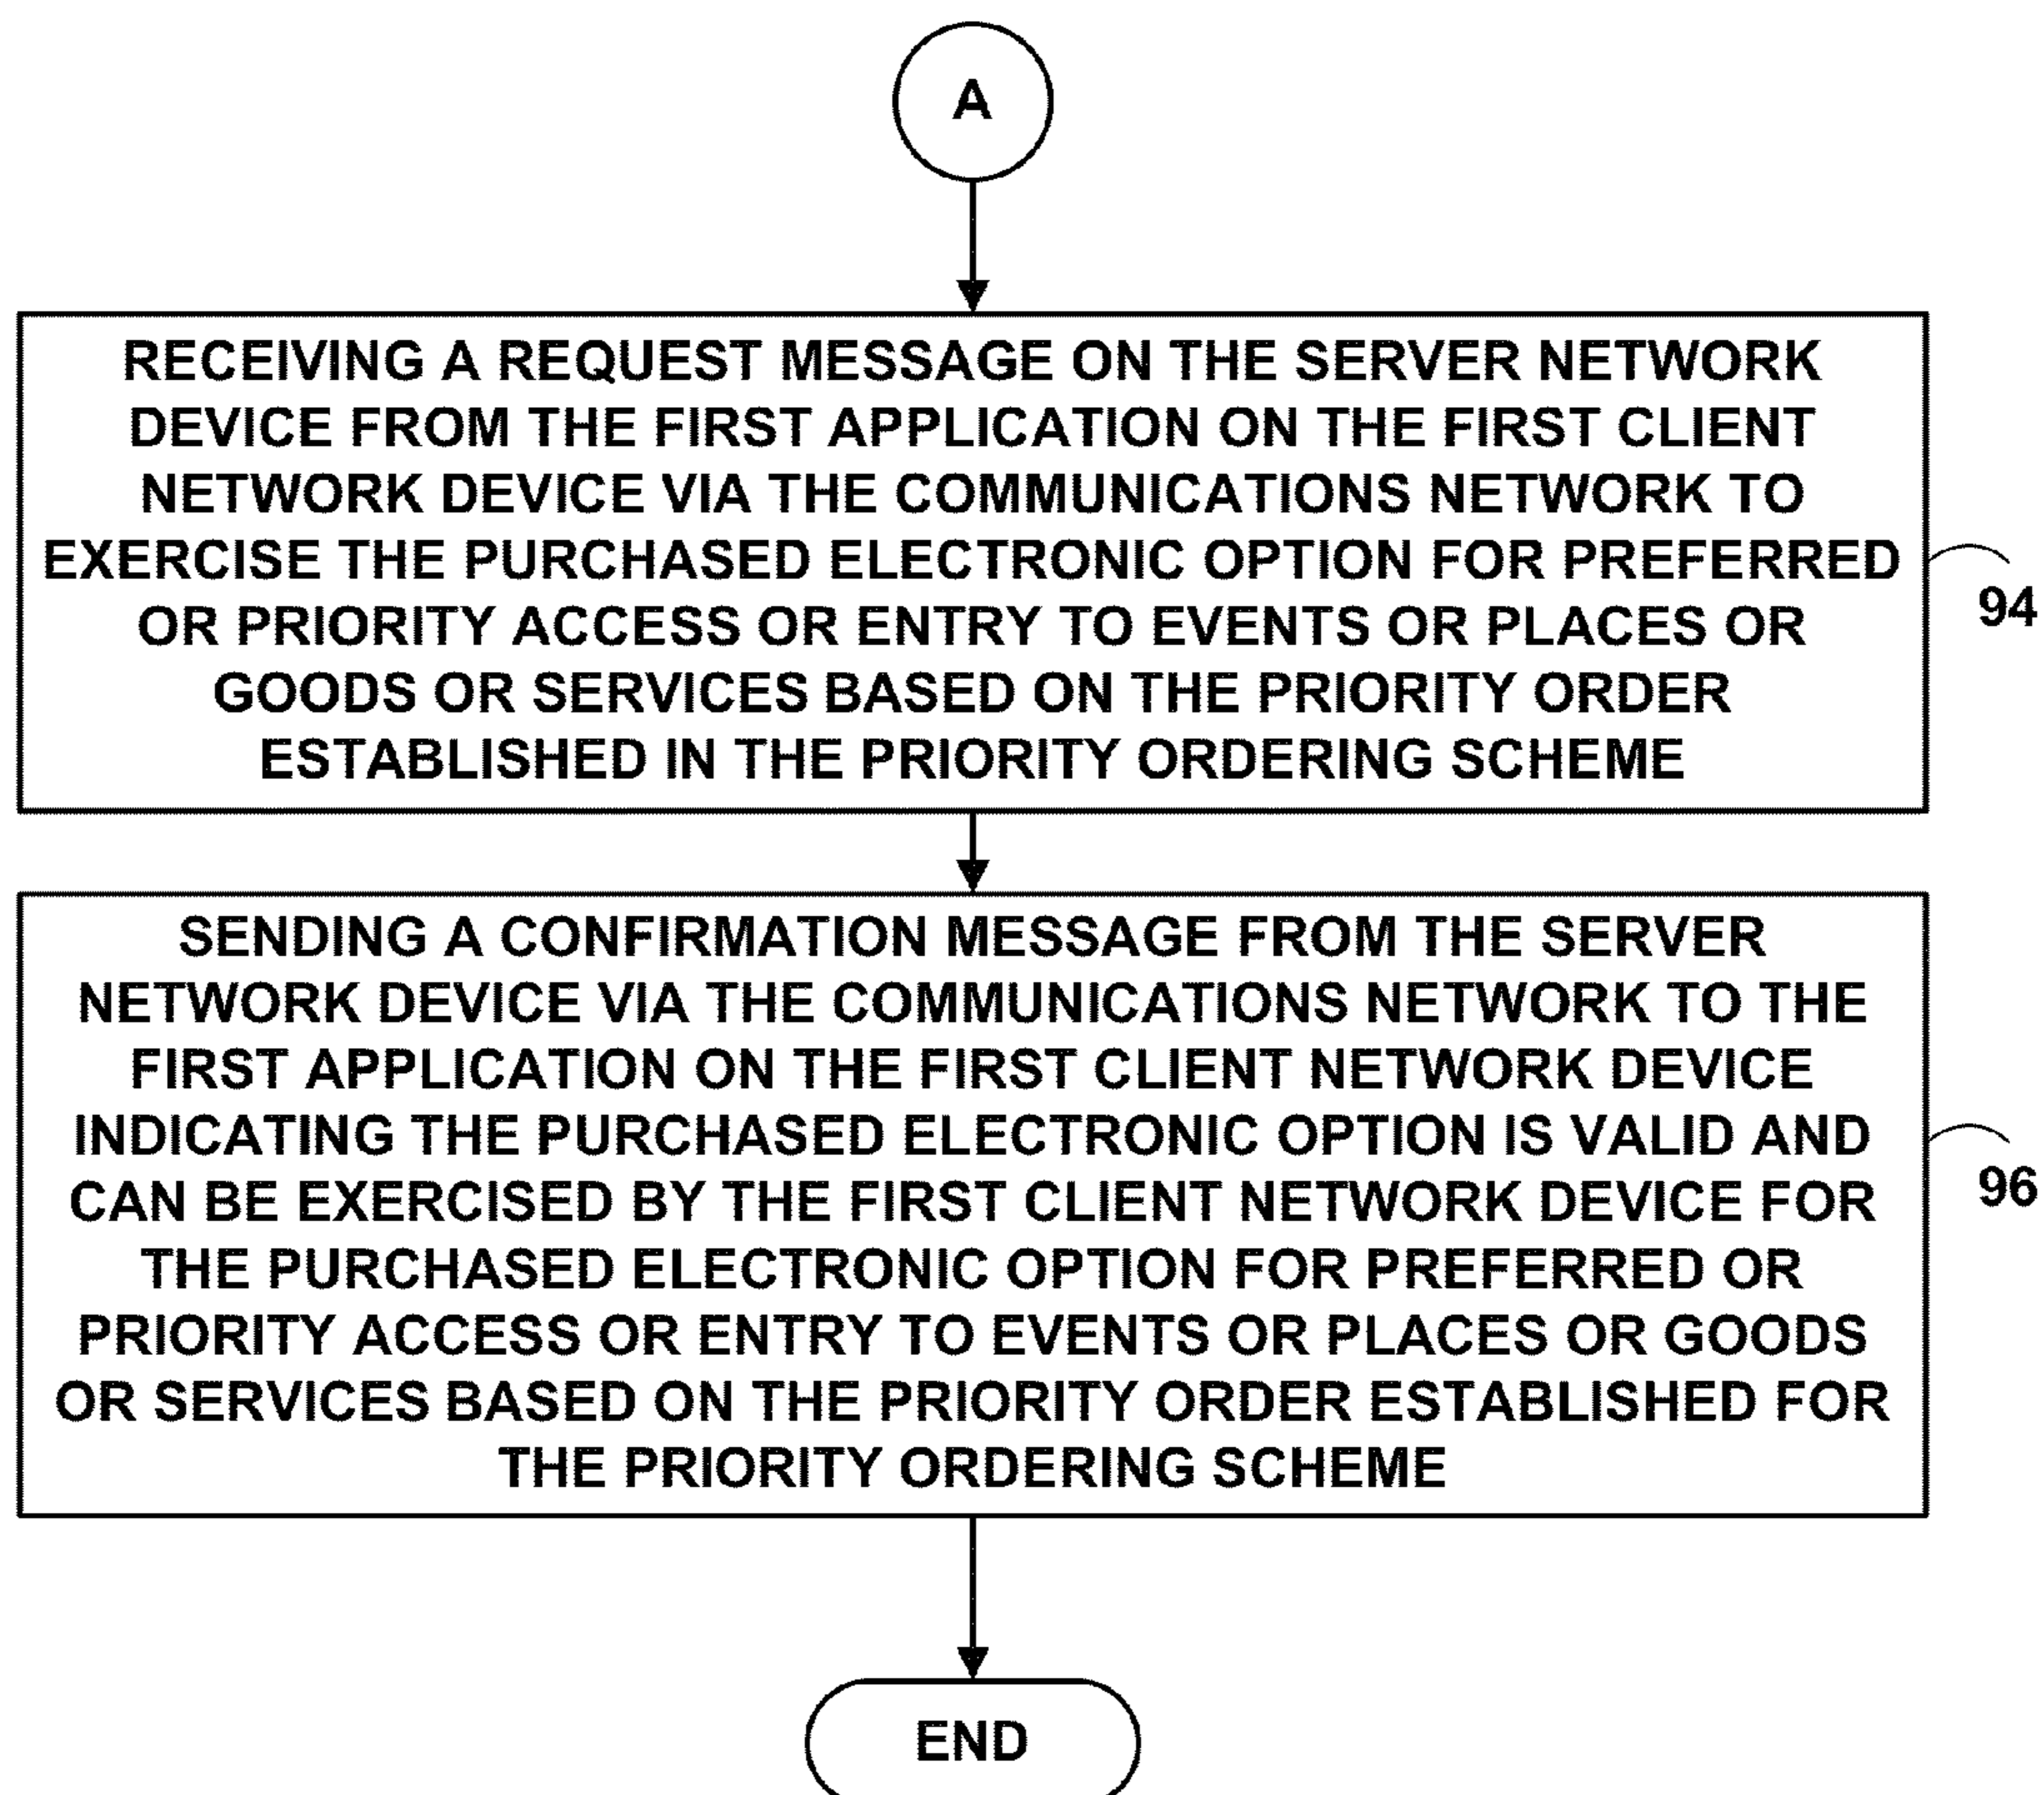 A
RECEIVING A REQUEST MESSAGE ON THE SERVER NETWORK
DEVICE FROM THE FIRST APPLICATION ON THE FIRST CLIENT
NETWORK DEVICE VIA THE COMMUNICATIONS NETWORK TO
EXERCISE THE PURCHASED ELECTRONIC OPTION FOR PREFERRED
OR PRIORITY ACCESS OR ENTRY TO EVENTS OR PLACES OR
GOODS OR SERVICES BASED ON THE PRIORITY ORDER
ESTABLISHED IN THE PRIORITY ORDERING SCHEME
94
SENDING A CONFIRMATION MESSAGE FROM THE SERVER
NETWORK DEVICE VIA THE COMMUNICATIONS NETWORK TO THE
FIRST APPLICATION ON THE FIRST CLIENT NETWORK DEVICE
INDICATING THE PURCHASED ELECTRONIC OPTION IS VALID AND
CAN BE EXERCISED BY THE FIRST CLIENT NETWORK DEVICE FOR
THE PURCHASED ELECTRONIC OPTION FOR PREFERRED OR
PRIORITY ACCESS OR ENTRY TO EVENTS OR PLACES OR GOODS
OR SERVICES BASED ON THE PRIORITY ORDER ESTABLISHED FOR
THE PRIORITY ORDERING SCHEME
96
END